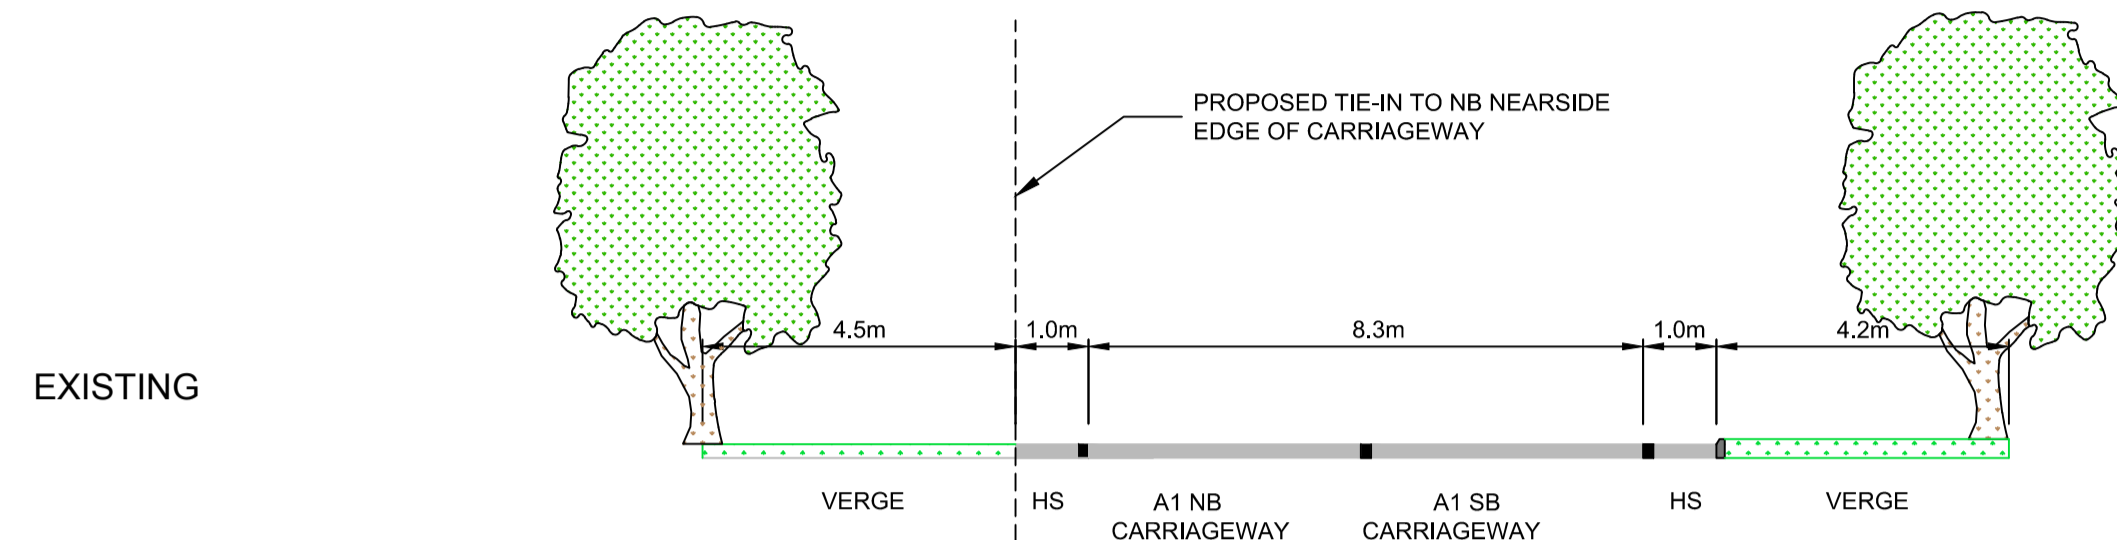 PROPOSED TIE-IN TO NB NEARSIDE
EDGE OF CARRIAGEWAY
4.5m 1.0m 8.3m 1.0m 4.2m
EXISTING
VERGE HS A1 NB A1 SB HS VERGE
CARRIAGEWAY CARRIAGEWAY